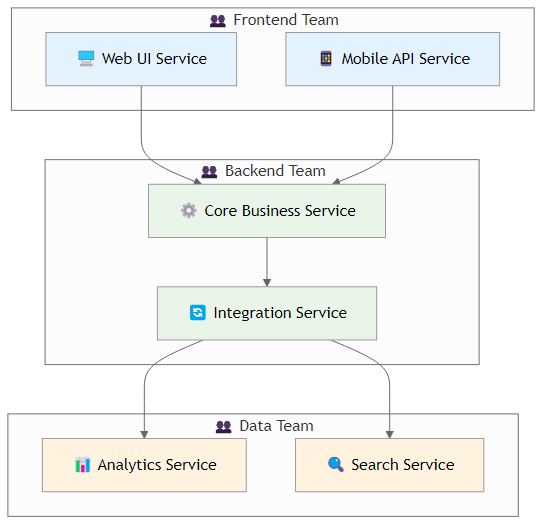 Frontend Team
Web UI Service
Mobile API Service
Backend Team
Core Business Service
Integration Service
Data Team
Analytics Service
Search Service